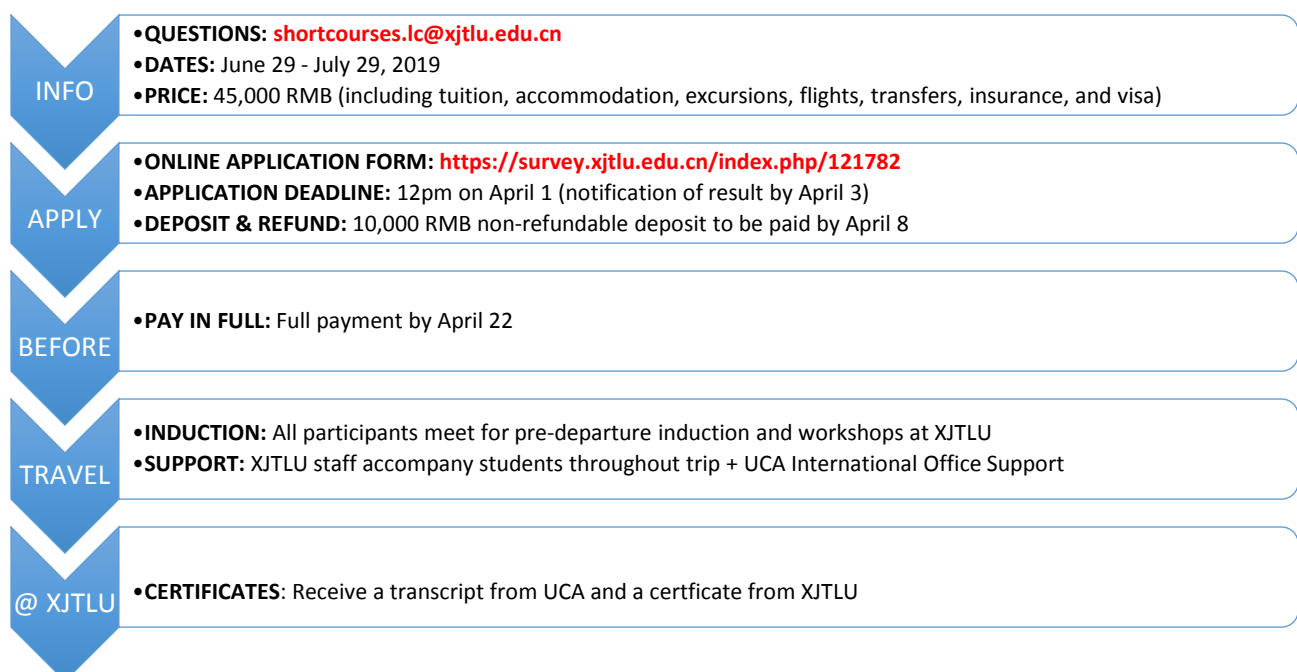 INFO
•QUESTIONS: shortcourses.lc@xjtlu.edu.cn
•DATES: June 29 - July 29, 2019
•PRICE: 45,000 RMB (including tuition, accommodation, excursions, flights, transfers, insurance, and visa)
APPLY
•ONLINE APPLICATION FORM: https://survey.xjtlu.edu.cn/index.php/121782
•APPLICATION DEADLINE: 12pm on April 1 (notification of result by April 3)
•DEPOSIT & REFUND: 10,000 RMB non-refundable deposit to be paid by April 8
BEFORE
•PAY IN FULL: Full payment by April 22
TRAVEL
•INDUCTION: All participants meet for pre-departure induction and workshops at XJTLU
•SUPPORT: XJTLU staff accompany students throughout trip + UCA International Office Support
@ XJTLU
•CERTIFICATES: Receive a transcript from UCA and a certficate from XJTLU